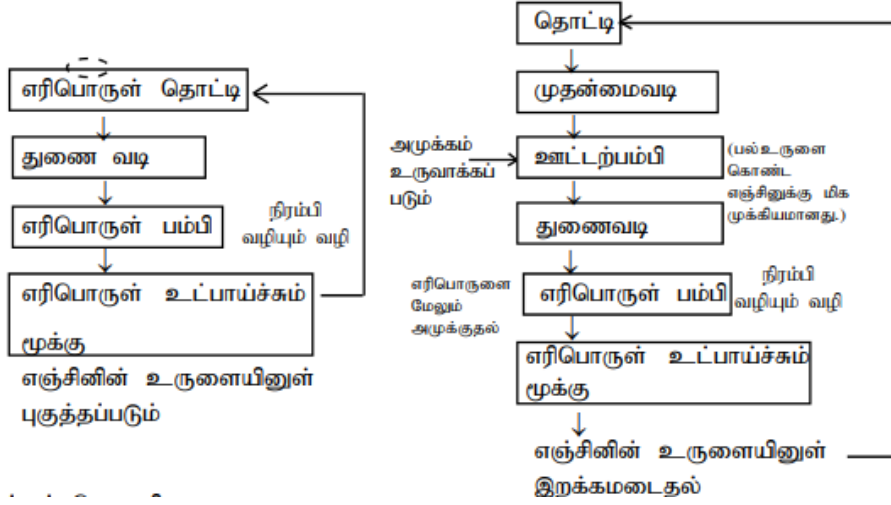 எரிபொருள் தொட்டி
துணை வடி
எரிபொருள் பம்பி
நிரம்பி
வழியும் வழி
எரிபொருள் உட்பாய்ச்சும்
மூக்கு
எஞ்சினின் உருளையினுள்
புகுத்தப்படும்
தொட்டி
முதன்மைவடி
அமுக்கம்
உருவாக்கப்
படும்
ஊட்டற்பம்பி
(பல்உருளை
கொண்ட
எஞ்சினுக்கு மிக
முக்கியமானது.)
துணைவடி
எரிபொருளை
மேலும்
அமுக்குதல்
எரிபொருள் பம்பி
நிரம்பி
வழியும் வழி
எரிபொருள் உட்பாய்ச்சும்
மூக்கு
எஞ்சினின் உருளையினுள்
இறக்கமடைதல்